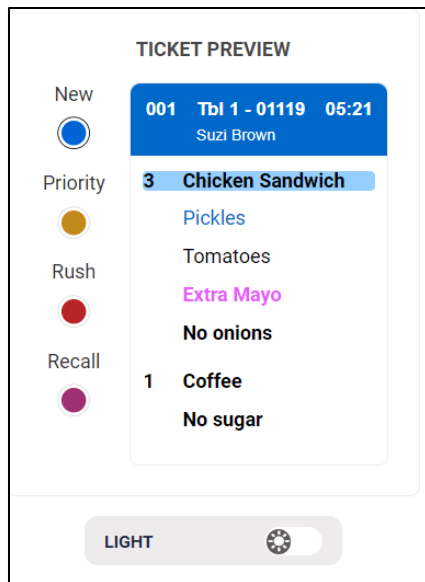 TICKET PREVIEW
New
Priority
Rush
Recall
001 Tbl 1 - 01119 05:21
Suzi Brown
3 Chicken Sandwich
Pickles
Tomatoes
Extra Mayo
No onions
1 Coffee
No sugar
LIGHT